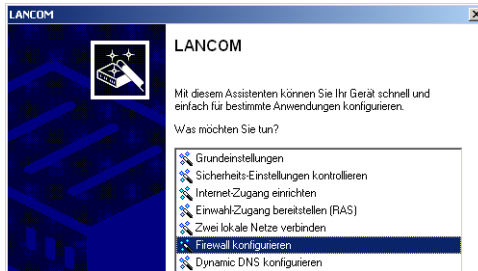 LANCOM
LANCOM
Mit diesem Assistenten können Sie Ihr Gerät schnell und
einfach für bestimmte Anwendungen konfigurieren.
Was möchten Sie tun?
Grundeinstellungen
Sicherheits-Einstellungen kontrollieren
Internet-Zugang einrichten
Einwahl-Zugang bereitstellen (RAS)
Zwei lokale Netze verbinden
Firewall konfigurieren
Dynamic DNS konfigurieren